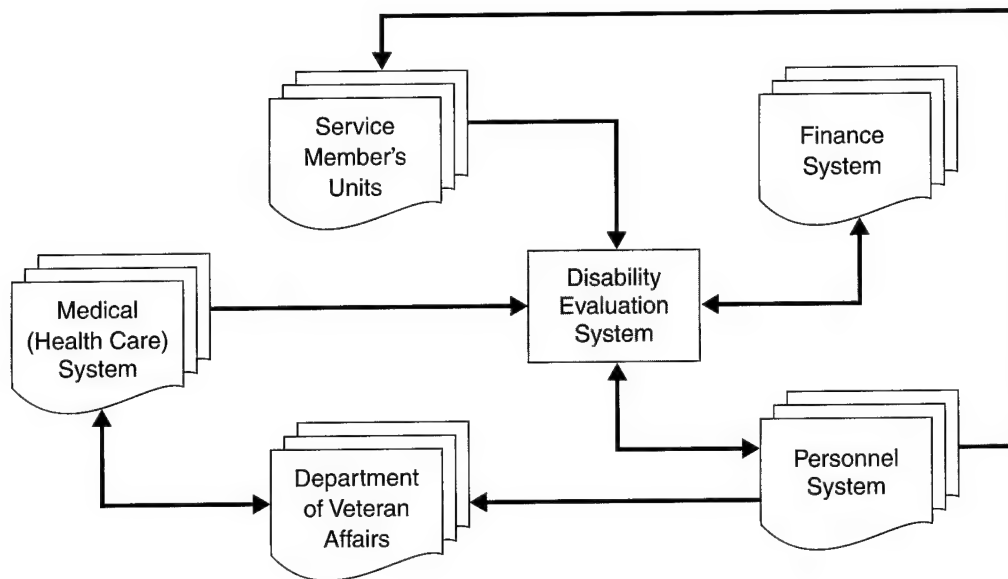 Service
Member's
Units
Finance
System
Medical
(Health Care)
System
Disability
Evaluation
System
Department
of Veteran
Affairs
Personnel
System